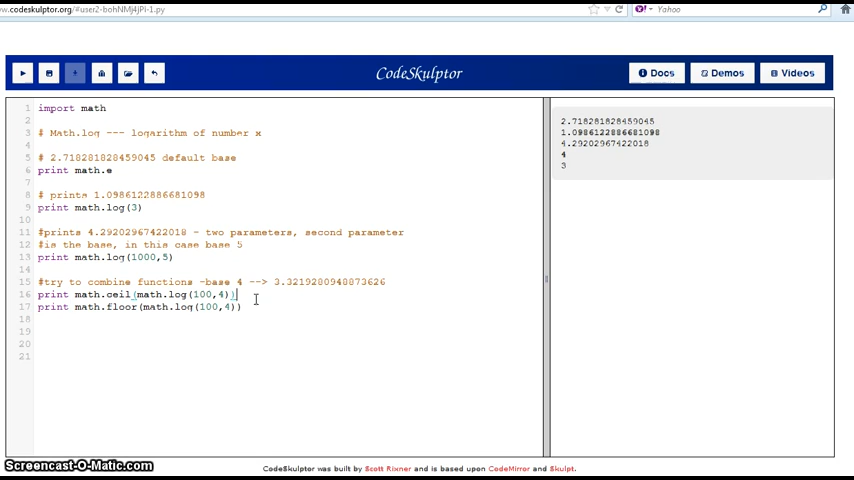 www.codeskulptor.org/#user2-bohNMj4jPi-1.py
Yahoo
CodeSkulptor
Docs
Demos
Videos
1 import math
2
3 # Math.log --- logarithm of number x
4
5 # 2.718281828459045 default base
6 print math.e
7
8 # prints 1.0986122886681098
9 print math.log(3)
10
11 #prints 4.29202967422018 - two parameters, second parameter
12 #is the base, in this case base 5
13 print math.log(1000,5)
14
15 #try to combine functions -base 4 --> 3.3219280948873626
16 print math.ceil(math.log(100,4))
17 print math.floor(math.log(100,4))
18
19
20
21
2.718281828459045
1.0986122886681098
4.29202967422018
4
3
Screencast-O-Matic.com
CodeSkulptor was built by Scott Rixner and is based upon CodeMirror and Skulpt.